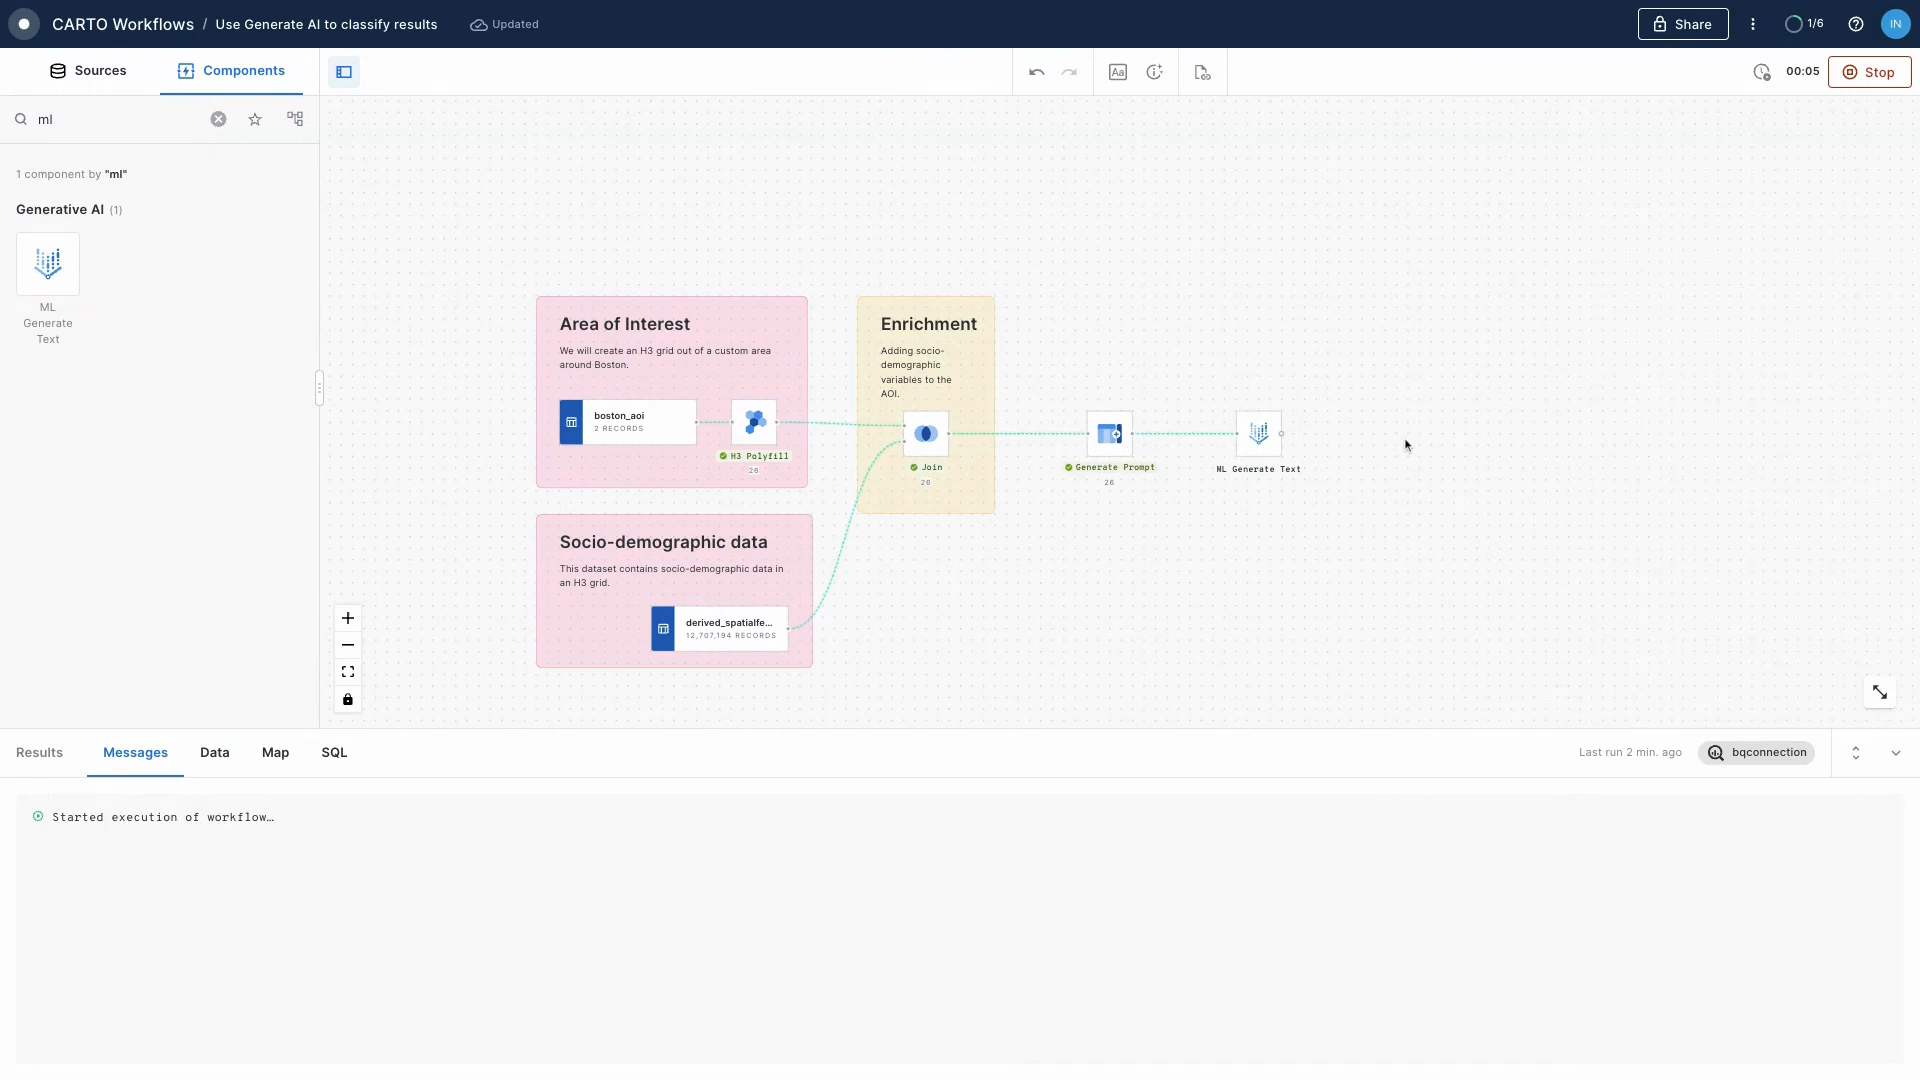 CARTO Workflows / Use Generate AI to classify results
Updated
Share
1/6
IN
Sources
Components
Aa
00:05
Stop
ml
1 component by "ml"
Generative AI (1)
ML
Generate
Text
Area of Interest
We will create an H3 grid out of a custom area
around Boston.
boston_aoi
2 RECORDS
H3 Polyfill
26
Enrichment
Adding socio-
demographic
variables to the
AOI.
Join
26
Generate Prompt
26
ML Generate Text
Socio-demographic data
This dataset contains socio-demographic data in
an H3 grid.
derived_spatialfe...
12,707,194 RECORDS
Results
Messages
Data
Map
SQL
Last run 2 min. ago
bqconnection
Started execution of workflow…